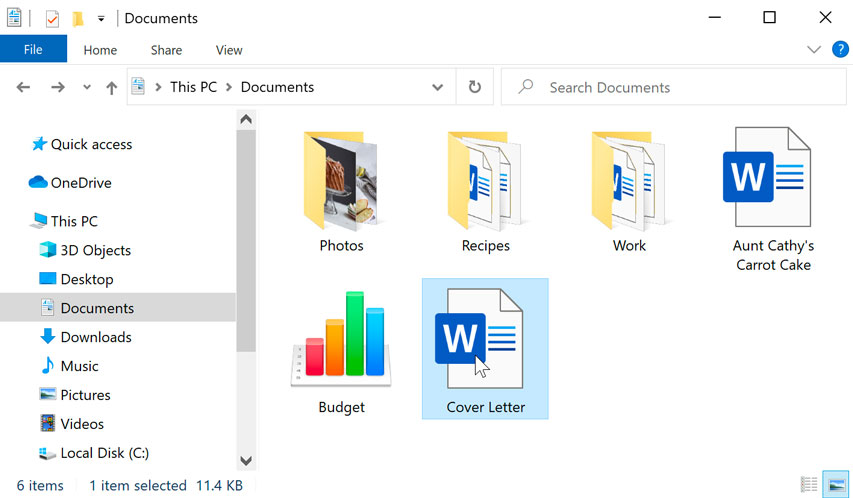 Documents
File Home Share View ?
This PC Documents Search Documents
Quick access
OneDrive
This PC
3D Objects
Desktop
Documents
Downloads
Music
Pictures
Videos
Local Disk (C:)
Photos Recipes Work Aunt Cathy's
Carrot Cake
W W
Budget Cover Letter
6 items 1 item selected 11.4 KB